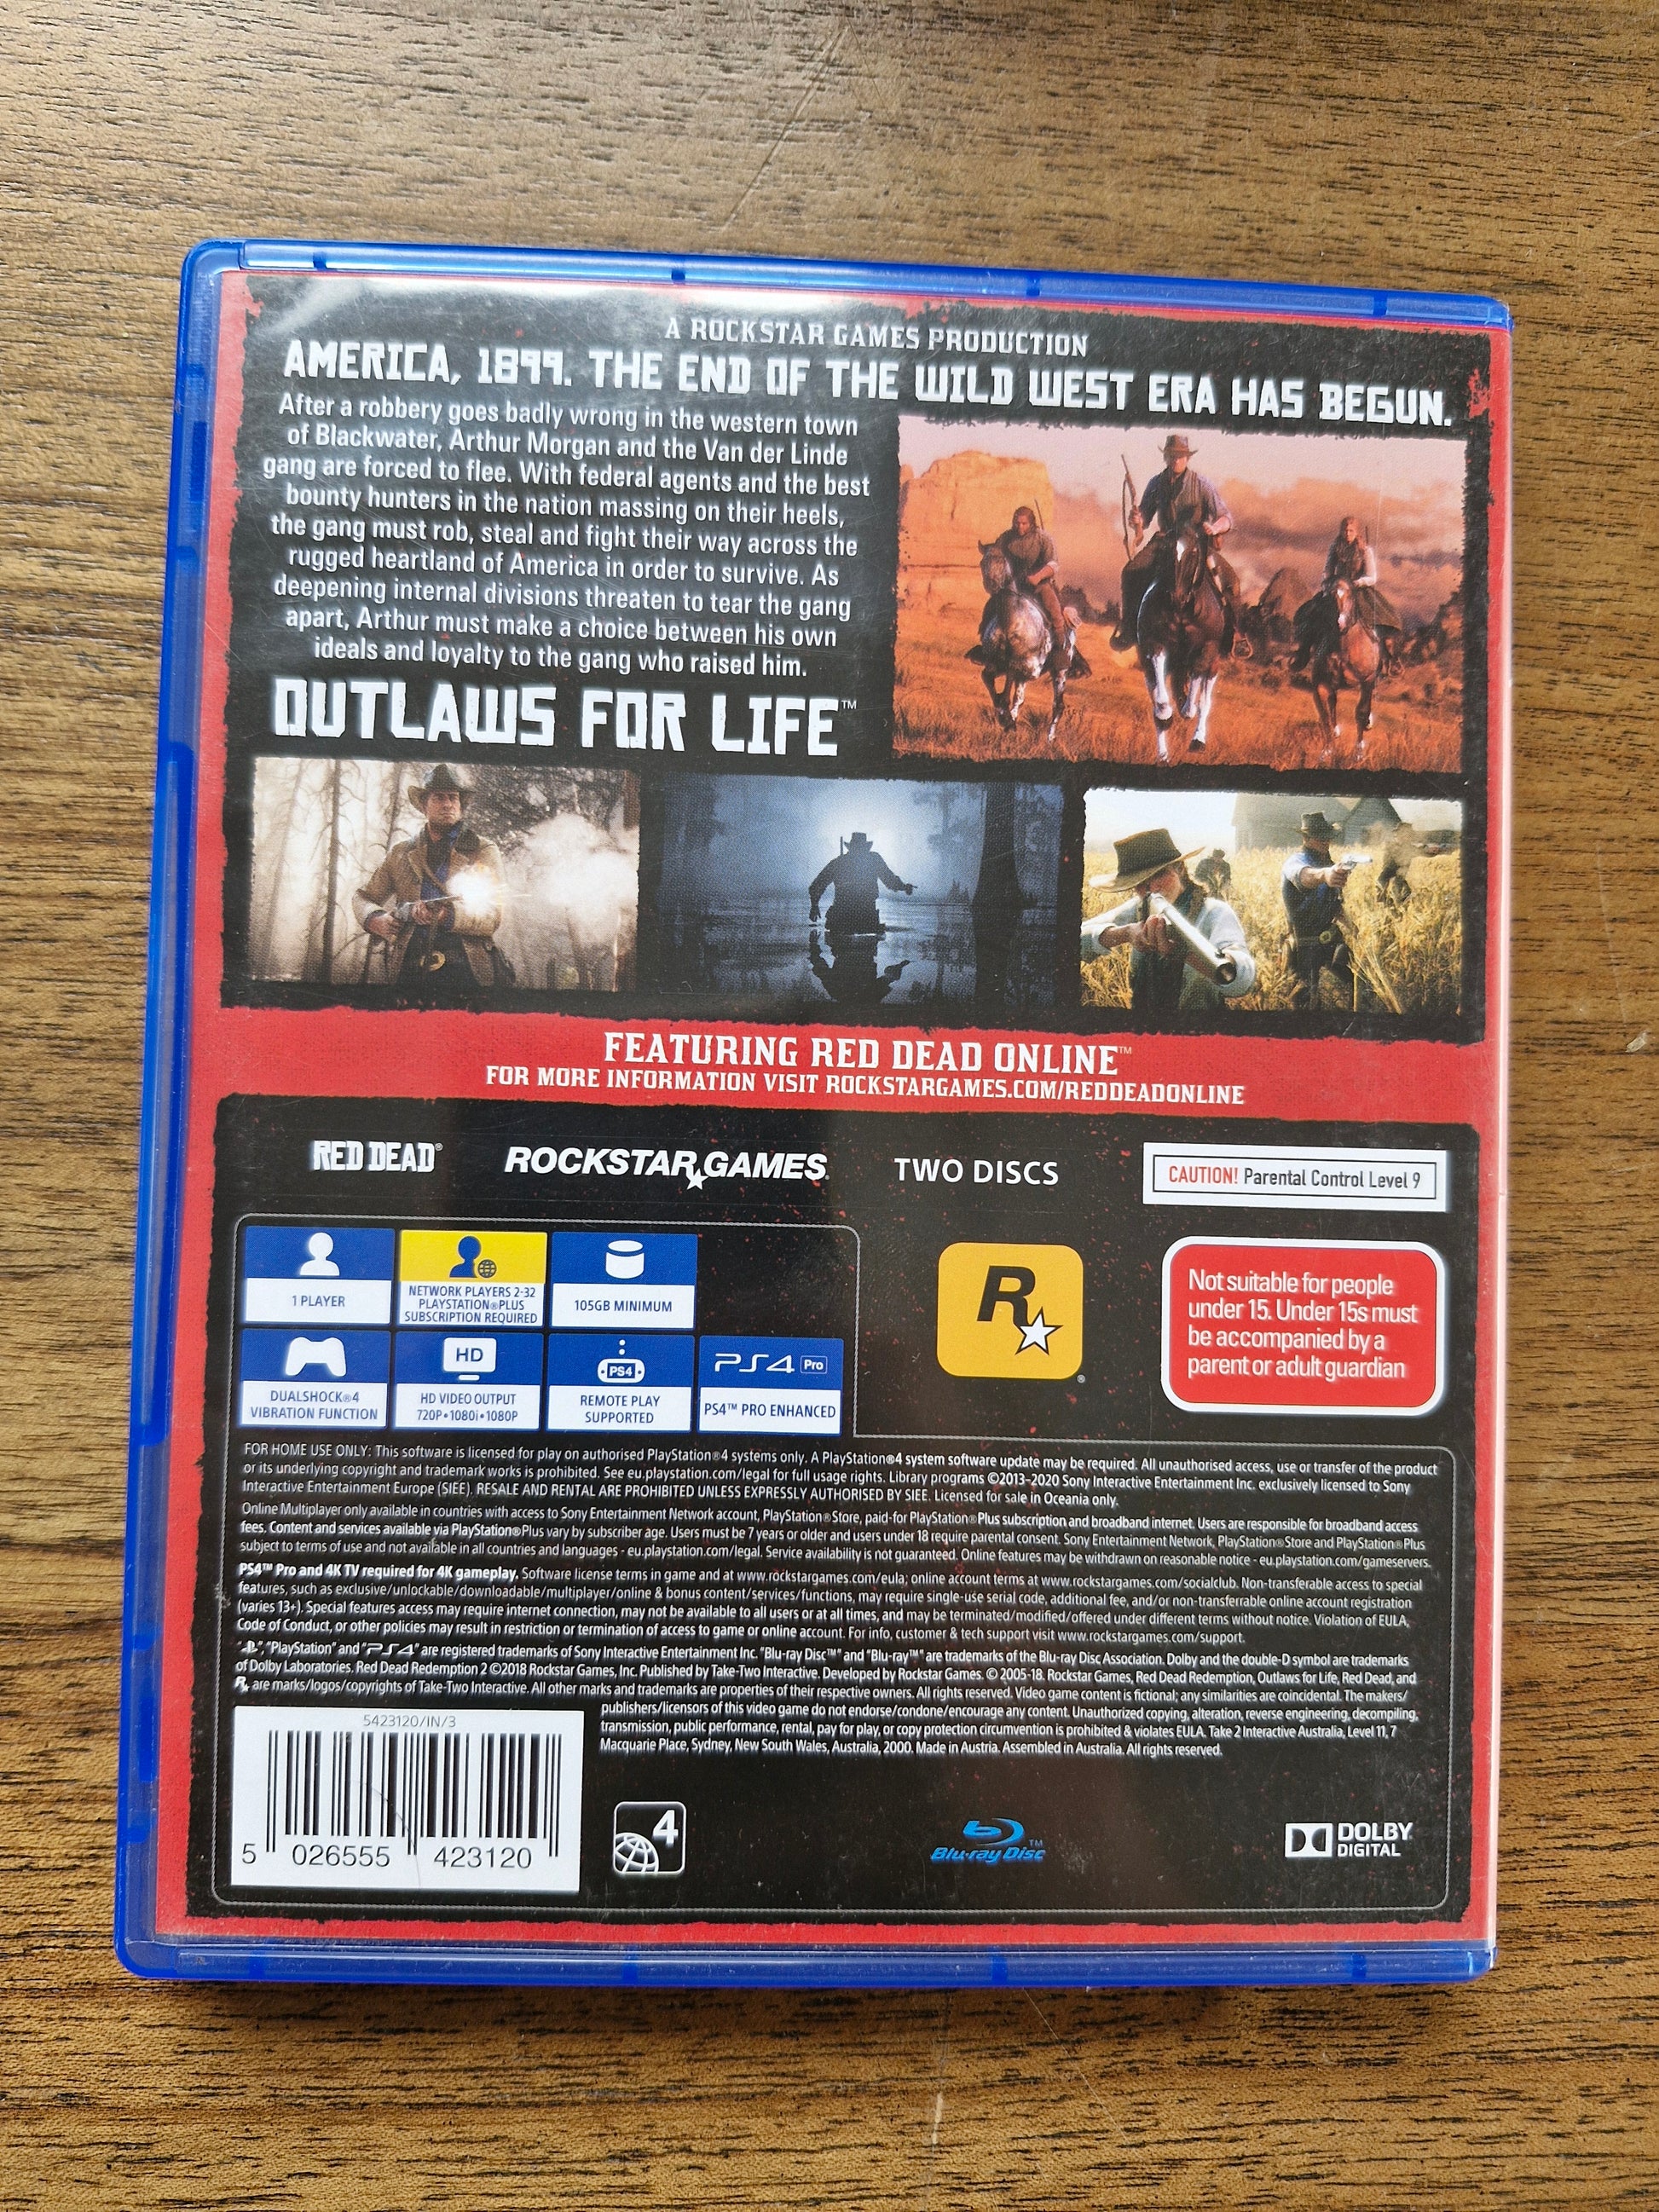 A ROCKSTAR GAMES PRODUCTION
AMERICA, 1899. THE END OF THE WILD WEST ERA HAS BEGUN.
After a robbery goes badly wrong in the western town
of Blackwater, Arthur Morgan and the Van der Linde
gang are forced to flee. With federal agents and the best
bounty hunters in the nation massing on their heels,
the gang must rob, steal and fight their way across the
rugged heartland of America in order to survive. As
deepening internal divisions threaten to tear the gang
apart, Arthur must make a choice between his own
ideals and loyalty to the gang who raised him.
OUTLAWS FOR LIFE™
FEATURING RED DEAD ONLINE™
FOR MORE INFORMATION VISIT ROCKSTARGAMES.COM/REDDEADONLINE
RED DEAD®
ROCKSTAR GAMES®
TWO DISCS
CAUTION! Parental Control Level 9
1 PLAYER
NETWORK PLAYERS 2-32
PLAYSTATION®PLUS
SUBSCRIPTION REQUIRED
105GB MINIMUM
R
®
Not suitable for people
under 15. Under 15s must
be accompanied by a
parent or adult guardian
DUALSHOCK®4
VIBRATION FUNCTION
HD
HD VIDEO OUTPUT
720P•1080i•1080P
PS4
REMOTE PLAY
SUPPORTED
PS4 Pro
PS4™ PRO ENHANCED
FOR HOME USE ONLY: This software is licensed for play on authorised PlayStation®4 systems only. A PlayStation®4 system software update may be required. All unauthorised access, use or transfer of the product
or its underlying copyright and trademark works is prohibited. See eu.playstation.com/legal for full usage rights. Library programs ©2013-2020 Sony Interactive Entertainment Inc. exclusively licensed to Sony
Interactive Entertainment Europe (SIEE). RESALE AND RENTAL ARE PROHIBITED UNLESS EXPRESSLY AUTHORISED BY SIEE. Licensed for sale in Oceania only.
Online Multiplayer only available in countries with access to Sony Entertainment Network account, PlayStation®Store, paid-for PlayStation®Plus subscription and broadband internet. Users are responsible for broadband access
fees. Content and services available via PlayStation®Plus vary by subscriber age. Users must be 7 years or older and users under 18 require parental consent. Sony Entertainment Network, PlayStation®Store and PlayStation®Plus
subject to terms of use and not available in all countries and languages - eu.playstation.com/legal. Service availability is not guaranteed. Online features may be withdrawn on reasonable notice - eu.playstation.com/gameservers.
PS4™ Pro and 4K TV required for 4K gameplay. Software license terms in game and at www.rockstargames.com/eula; online account terms at www.rockstargames.com/socialclub. Non-transferable access to special
features, such as exclusive/unlockable/downloadable/multiplayer/online & bonus content/services/functions, may require single-use serial code, additional fee, and/or non-transferrable online account registration
(varies 13+). Special features access may require internet connection, may not be available to all users or at all times, and may be terminated/modified/offered under different terms without notice. Violation of EULA,
Code of Conduct, or other policies may result in restriction or termination of access to game or online account. For info, customer & tech support visit www.rockstargames.com/support.
"", "PlayStation" and "PS4" are registered trademarks of Sony Interactive Entertainment Inc. "Blu-ray Disc™" and "Blu-ray™" are trademarks of the Blu-ray Disc Association. Dolby and the double-D symbol are trademarks
of Dolby Laboratories. Red Dead Redemption 2 ©2018 Rockstar Games, Inc. Published by Take-Two Interactive. Developed by Rockstar Games. © 2005-18. Rockstar Games, Red Dead Redemption, Outlaws for Life, Red Dead, and
R are marks/logos/copyrights of Take-Two Interactive. All other marks and trademarks are properties of their respective owners. All rights reserved. Video game content is fictional; any similarities are coincidental. The makers/
publishers/licensors of this video game do not endorse/condone/encourage any content. Unauthorized copying, alteration, reverse engineering, decompiling,
transmission, public performance, rental, pay for play, or copy protection circumvention is prohibited & violates EULA. Take 2 Interactive Australia, Level 11, 7
Macquarie Place, Sydney, New South Wales, Australia, 2000. Made in Austria. Assembled in Australia. All rights reserved.
5423120/IN/3
5 026555 423120
4
Blu-ray Disc™
DOLBY
DIGITAL